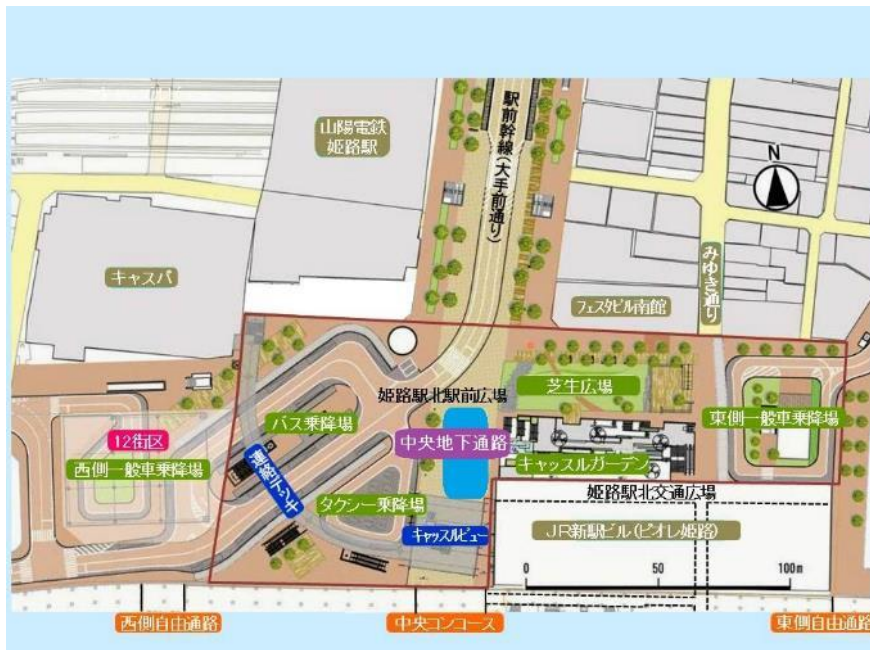 山陽電鉄
姫路駅
駅前幹線(大手前通り)
N
キャスパ
みゆき通り
フェスタビル南館
姫路駅北駅前広場
芝生広場
バス乗降場
東側一般車乗降場
12街区
中央地下通路
西側一般車乗降場
キャッスルガーデン
連絡デッキ
姫路駅北交通広場
タクシー乗降場
キャッスルビュー
JR新駅ビル(ピオレ姫路)
0 50 100m
西側自由通路
中央コンコース
東側自由通路